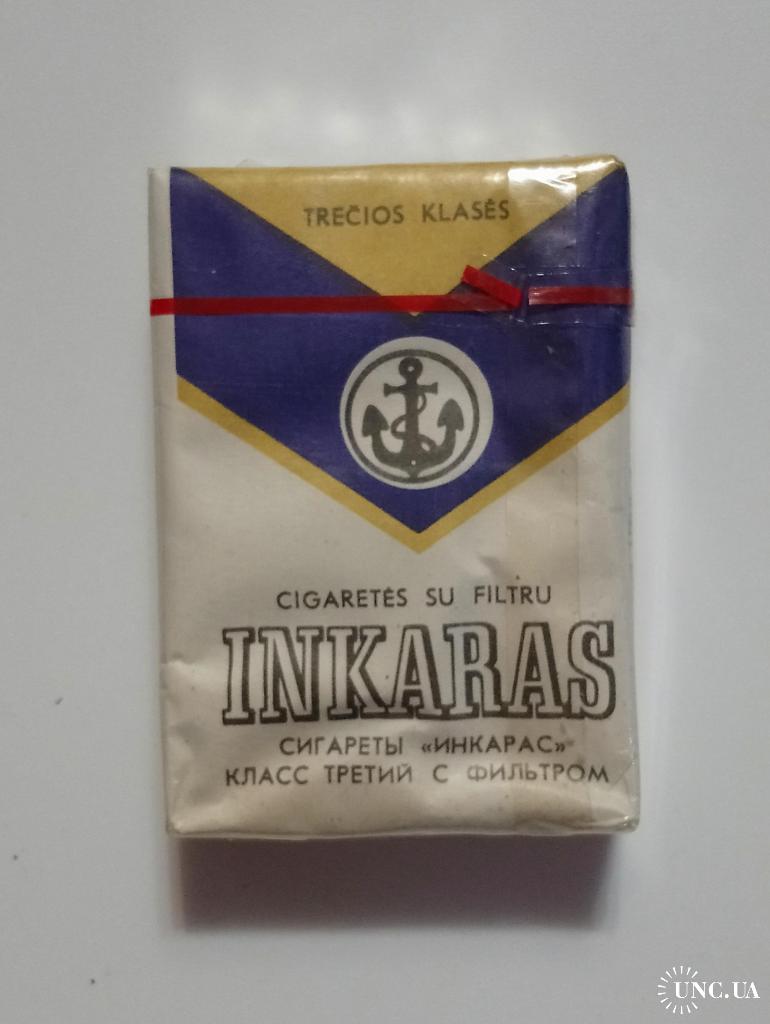 TREČIOS KLASĖS
CIGARETĖS SU FILTRU
INKARAS
СИГАРЕТЫ «ИНКАРАС»
КЛАСС ТРЕТИЙ С ФИЛЬТРОМ
UNC.UA